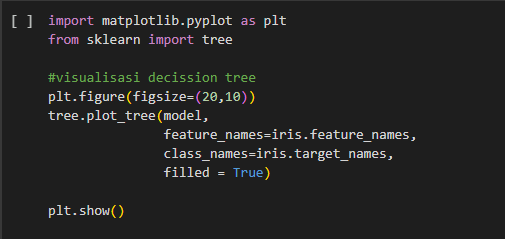 [ ] import matplotlib.pyplot as plt
from sklearn import tree

#visualisasi decission tree
plt.figure(figsize=(20,10))
tree.plot_tree(model,
               feature_names=iris.feature_names,
               class_names=iris.target_names,
               filled = True)

plt.show()